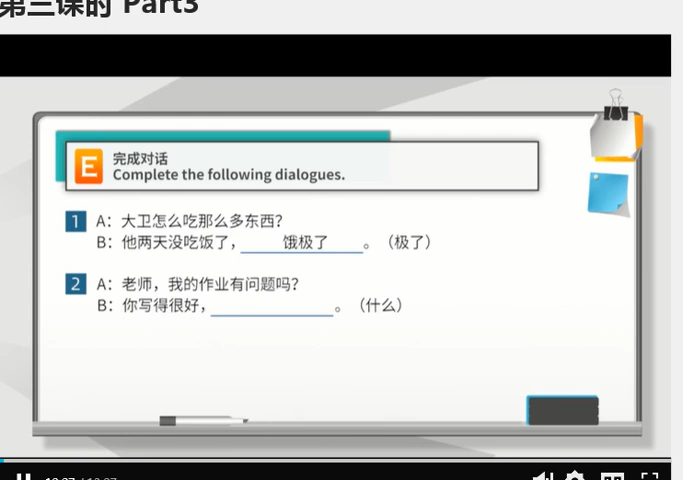 第三课时 Part3
E
完成对话
Complete the following dialogues.
1 A：大卫怎么吃那么多东西？
B：他两天没吃饭了，饿极了。（极了）
2 A：老师，我的作业有问题吗？
B：你写得很好，。（什么）